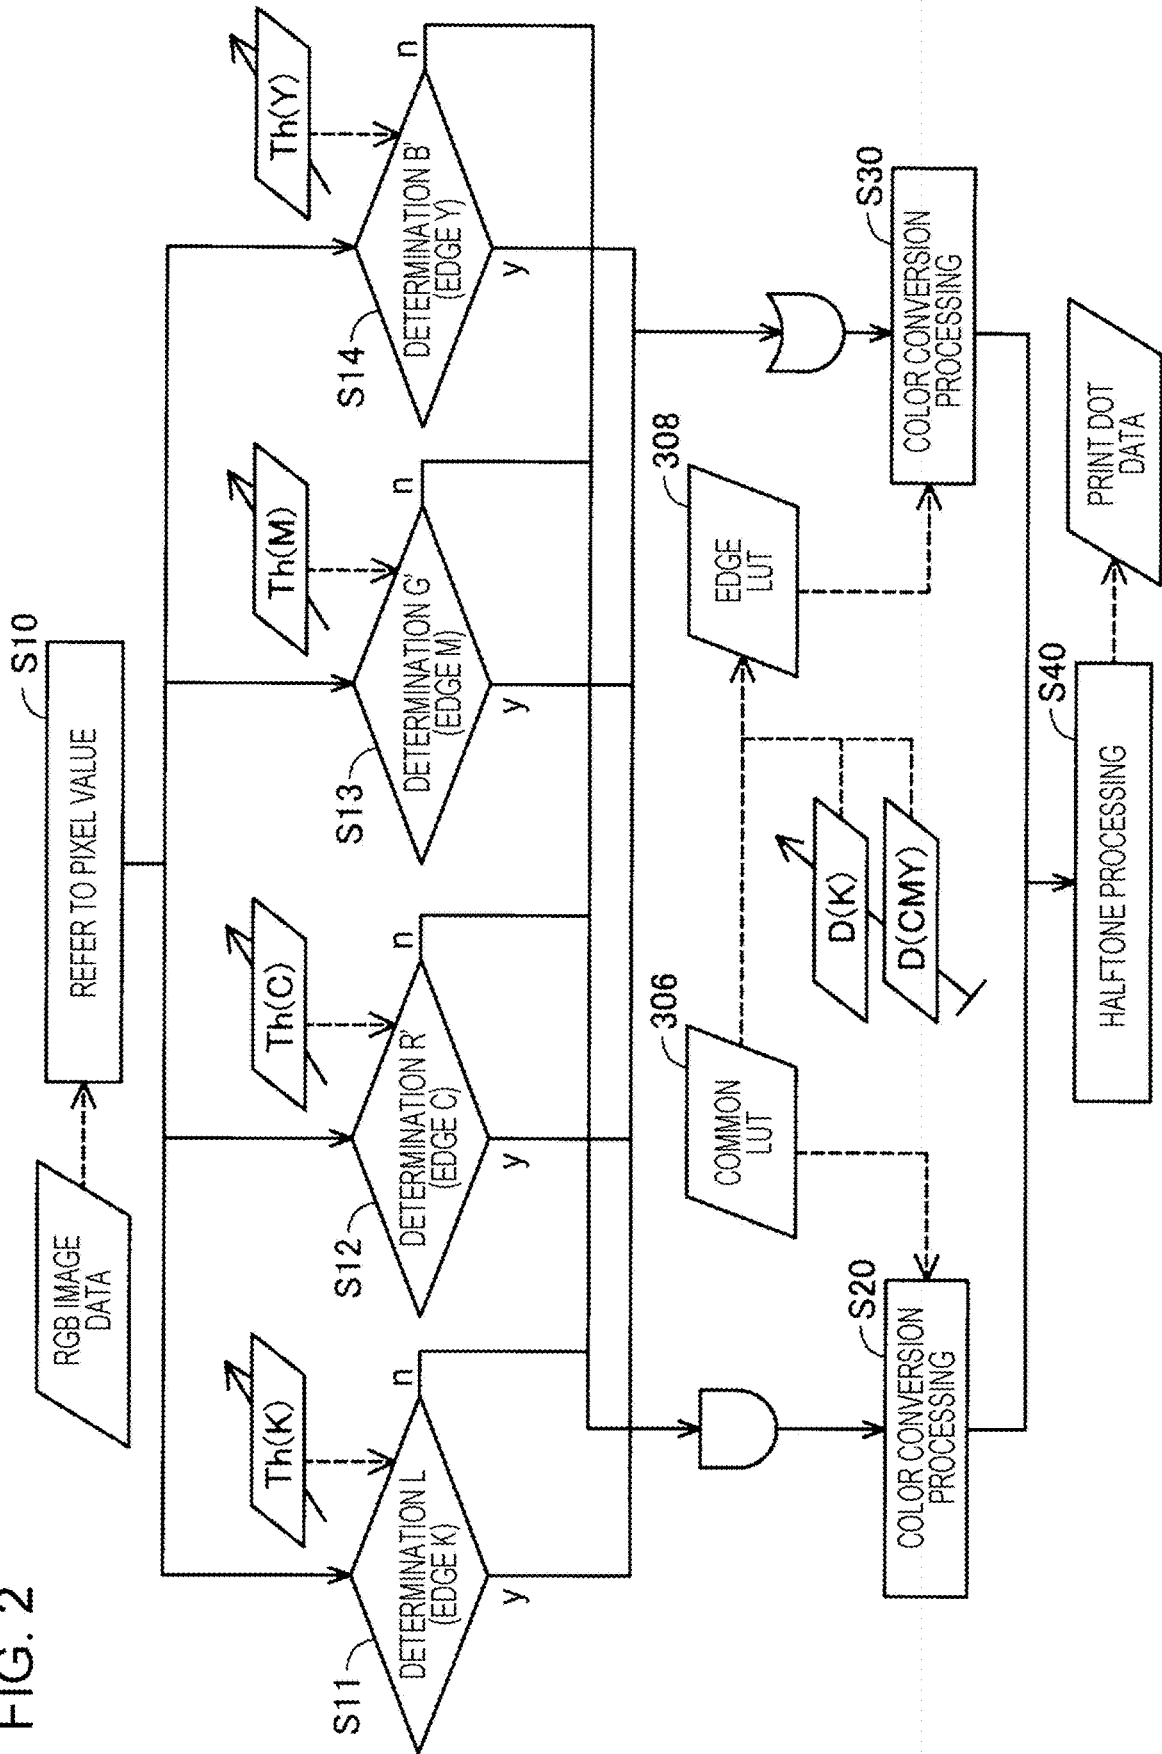 FIG. 2
RGB IMAGE
DATA
S10
REFER TO PIXEL VALUE
Th(K)
Th(C)
Th(M)
Th(Y)
S11
DETERMINATION L
(EDGE K)
n
y
S12
DETERMINATION R'
(EDGE C)
n
y
S13
DETERMINATION G'
(EDGE M)
n
y
S14
DETERMINATION B'
(EDGE Y)
n
y
306
COMMON
LUT
308
EDGE
LUT
D(K)
D(CMY)
S20
COLOR CONVERSION
PROCESSING
S30
COLOR CONVERSION
PROCESSING
S40
HALFTONE PROCESSING
PRINT DOT
DATA